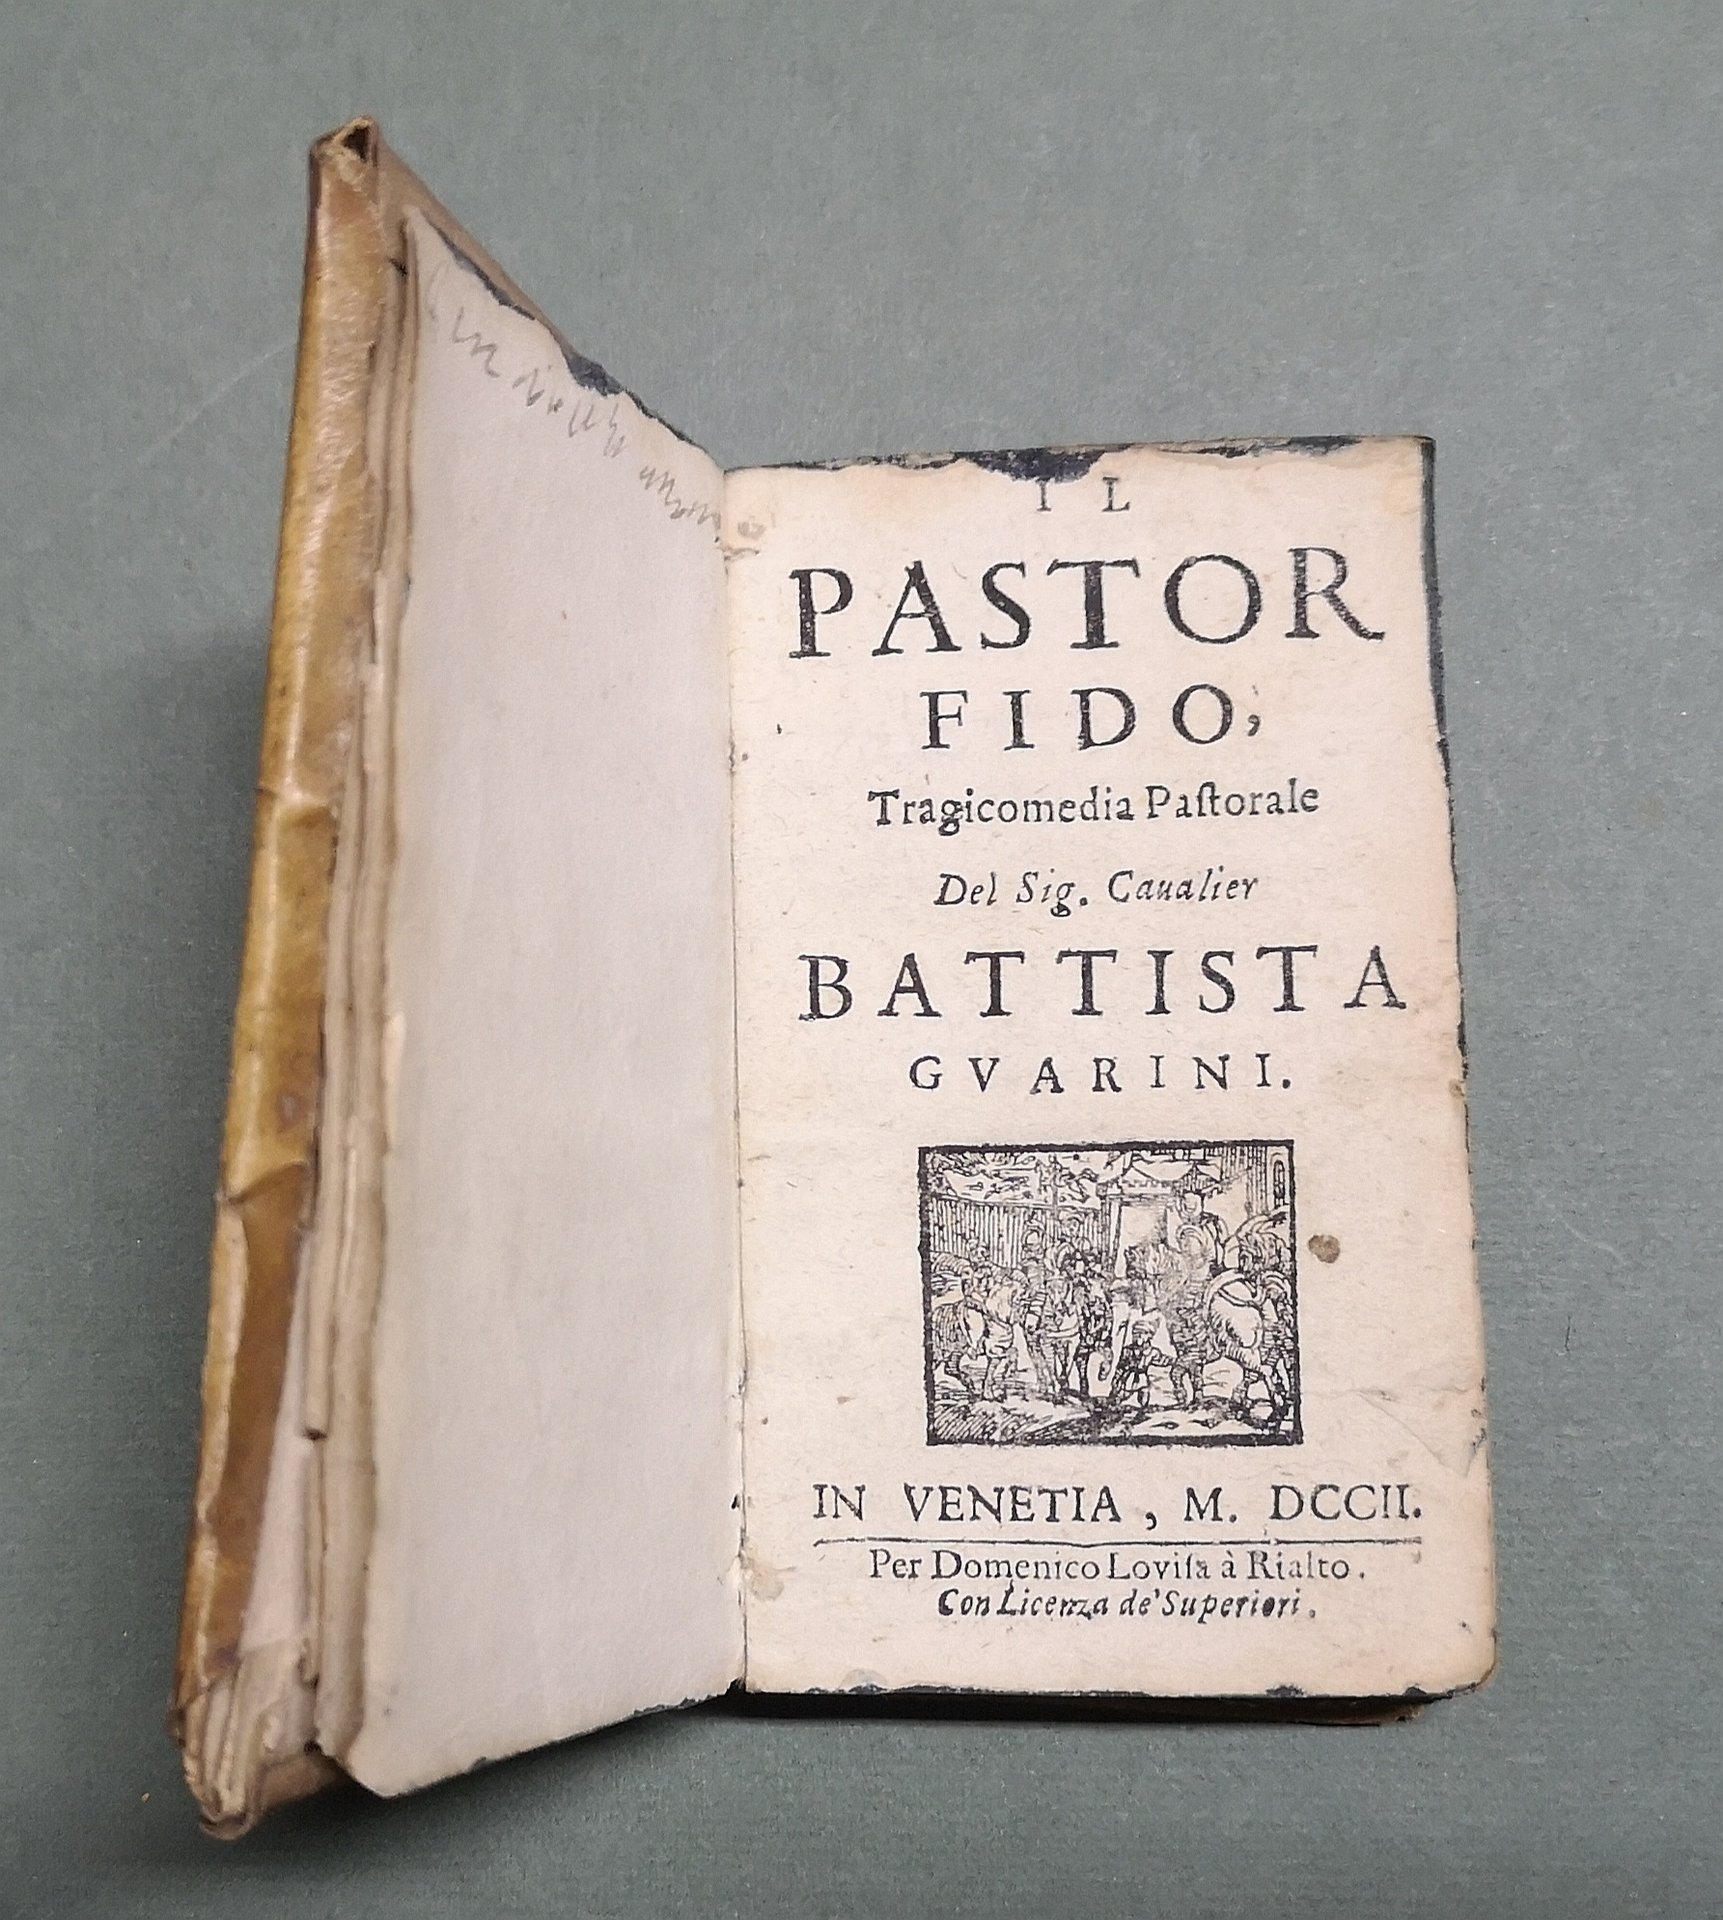 IL
PASTOR
FIDO,
Tragicomedia Paſtorale
Del Sig. Caualier
BATTISTA
GVARINI.
IN VENETIA, M. DCCII.
Per Domenico Loviſa à Rialto.
Con Licenza de' Superiori.